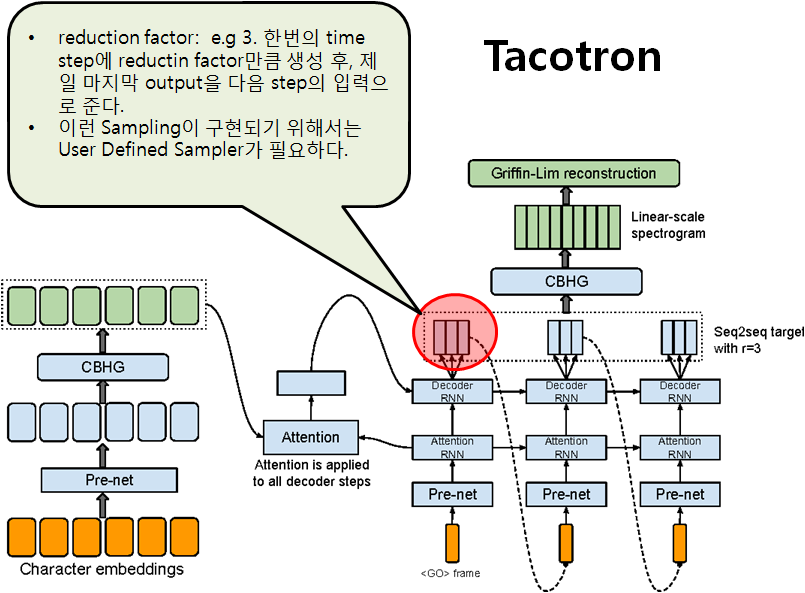 • reduction factor: e.g 3. 한번의 time
step에 reductin factor만큼 생성 후, 제
일 마지막 output을 다음 step의 입력으
로 준다.
• 이런 Sampling이 구현되기 위해서는
User Defined Sampler가 필요하다.
Tacotron
Griffin-Lim reconstruction
Linear-scale
spectrogram
CBHG
Seq2seq target
with r=3
CBHG
Decoder
RNN
Decoder
RNN
Decoder
RNN
Attention
Attention
RNN
Attention
RNN
Attention
RNN
Attention is applied
to all decoder steps
Pre-net
Pre-net
Pre-net
Pre-net
Character embeddings
<GO> frame